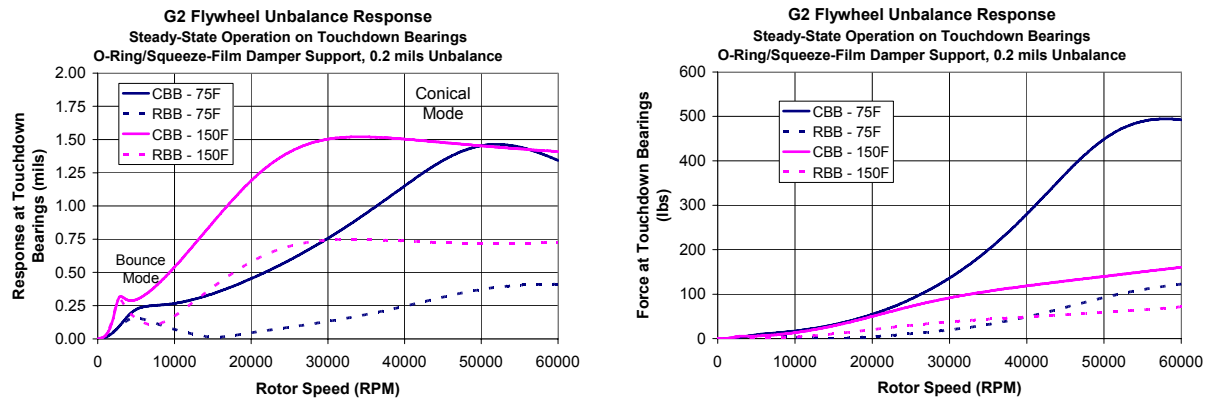 G2 Flywheel Unbalance Response
Steady-State Operation on Touchdown Bearings
O-Ring/Squeeze-Film Damper Support, 0.2 mils Unbalance
Response at Touchdown
Bearings (mils)
2.00
1.75
1.50
1.25
1.00
0.75
0.50
0.25
0.00
CBB - 75F
RBB - 75F
CBB - 150F
RBB - 150F
Conical
Mode
Bounce
Mode
0 10000 20000 30000 40000 50000 60000
Rotor Speed (RPM)
G2 Flywheel Unbalance Response
Steady-State Operation on Touchdown Bearings
O-Ring/Squeeze-Film Damper Support, 0.2 mils Unbalance
Force at Touchdown Bearings
(lbs)
600
500
400
300
200
100
0
CBB - 75F
RBB - 75F
CBB - 150F
RBB - 150F
0 10000 20000 30000 40000 50000 60000
Rotor Speed (RPM)